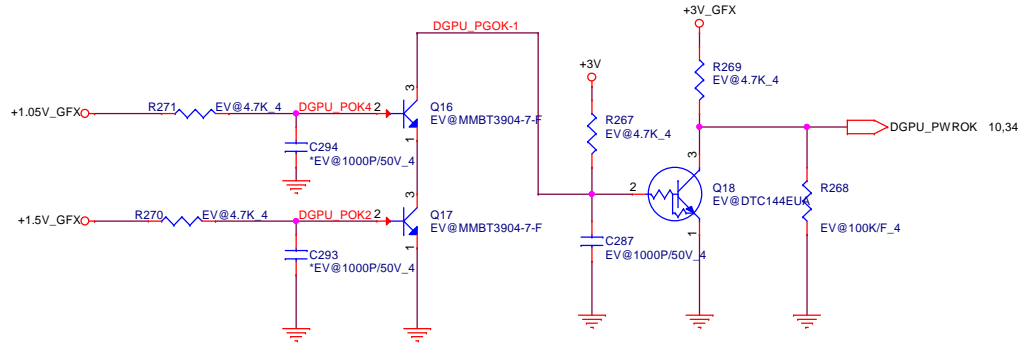 +3V_GFX
DGPU_PGOK-1
+3V
R269
EV@4.7K_4
3
+1.05V_GFX
R271
EV@4.7K_4
DGPU_POK4
2
Q16
EV@MMBT3904-7-F
R267
EV@4.7K_4
DGPU_PWROK 10,34
C294
*EV@1000P/50V_4
1
3
3
2
Q18
EV@DTC144EUA
R268
+1.5V_GFX
R270
EV@4.7K_4
DGPU_POK2
2
Q17
EV@MMBT3904-7-F
1
EV@100K/F_4
C287
EV@1000P/50V_4
C293
*EV@1000P/50V_4
1